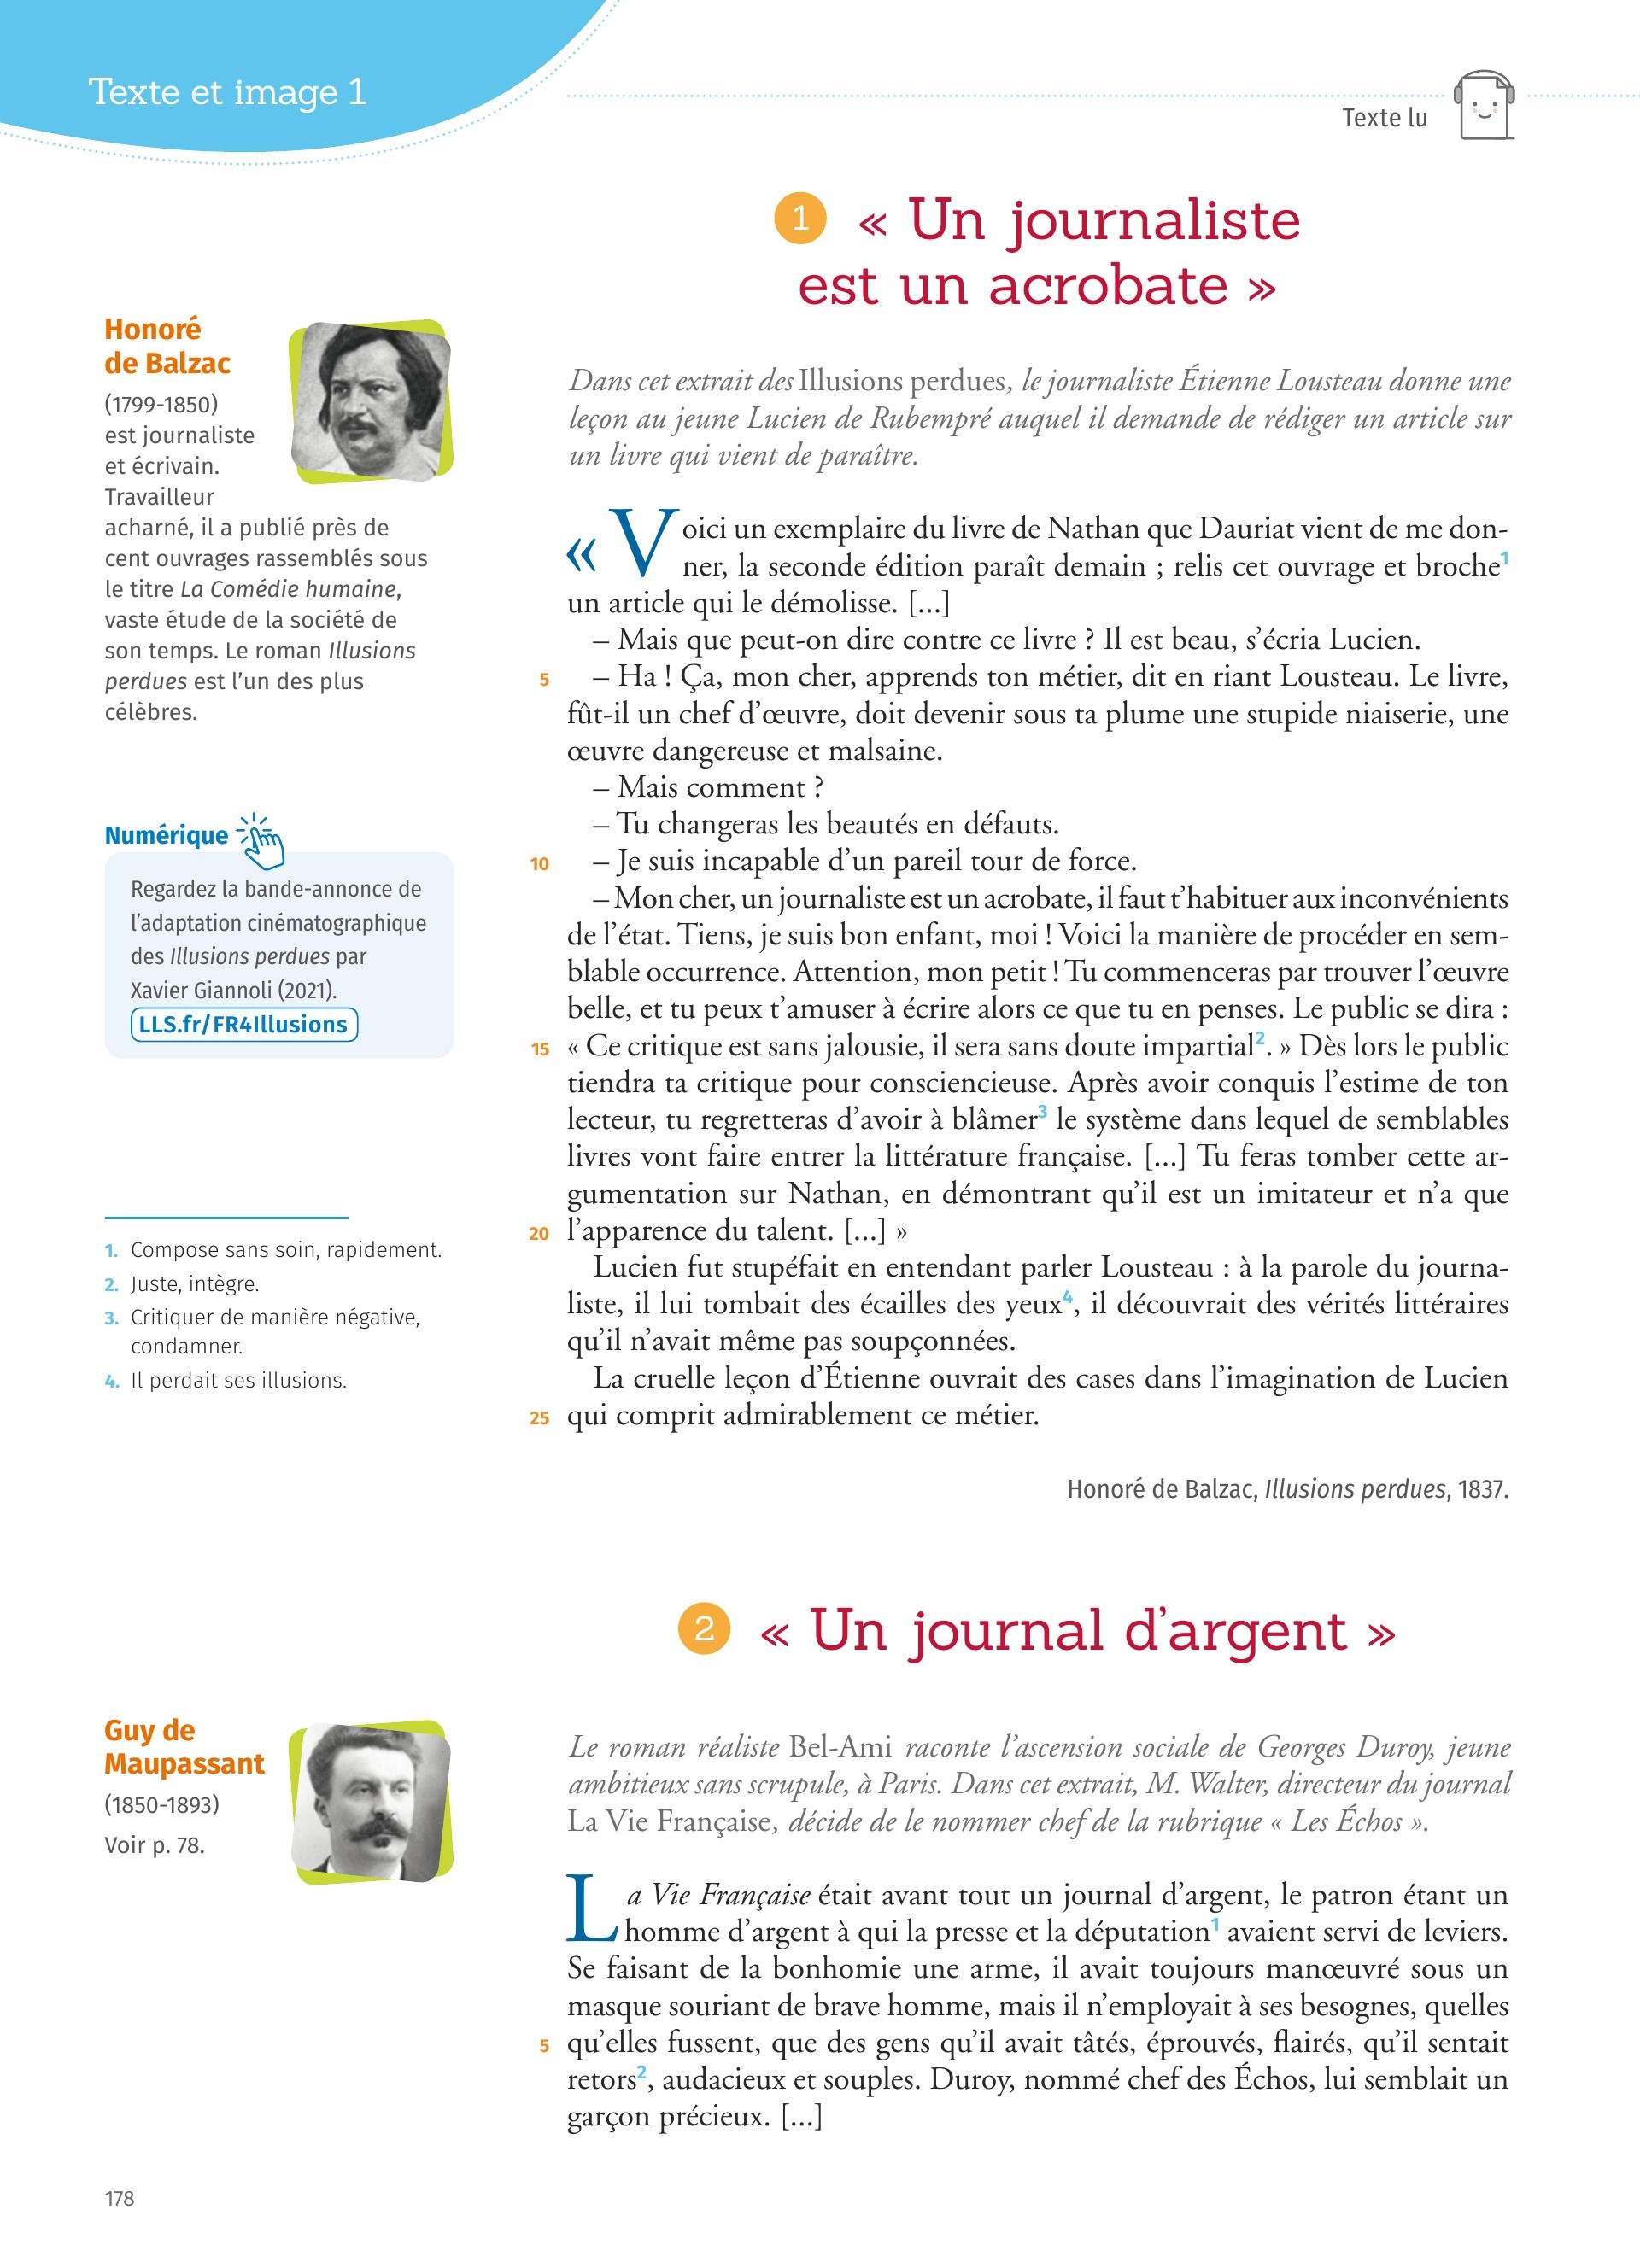 Texte et image 1
Texte lu
1 « Un journaliste
est un acrobate »
Honoré
de Balzac
(1799-1850)
est journaliste
et écrivain.
Travailleur
acharné, il a publié près de
cent ouvrages rassemblés sous
le titre La Comédie humaine,
vaste étude de la société de
son temps. Le roman Illusions
perdues est l’un des plus
célèbres.
Numérique
Regardez la bande-annonce de
l’adaptation cinématographique
des Illusions perdues par
Xavier Giannoli (2021).
LLS.fr/FR4Illusions
1. Compose sans soin, rapidement.
2. Juste, intègre.
3. Critiquer de manière négative,
condamner.
4. Il perdait ses illusions.
Dans cet extrait des Illusions perdues, le journaliste Étienne Lousteau donne une
leçon au jeune Lucien de Rubempré auquel il demande de rédiger un article sur
un livre qui vient de paraître.
« Voici un exemplaire du livre de Nathan que Dauriat vient de me don-
ner, la seconde édition paraît demain ; relis cet ouvrage et broche1
un article qui le démolisse. [...]
– Mais que peut-on dire contre ce livre ? Il est beau, s’écria Lucien.
5 – Ha ! Ça, mon cher, apprends ton métier, dit en riant Lousteau. Le livre,
fût-il un chef d’œuvre, doit devenir sous ta plume une stupide niaiserie, une
œuvre dangereuse et malsaine.
– Mais comment ?
– Tu changeras les beautés en défauts.
10 – Je suis incapable d’un pareil tour de force.
– Mon cher, un journaliste est un acrobate, il faut t’habituer aux inconvénients
de l’état. Tiens, je suis bon enfant, moi ! Voici la manière de procéder en sem-
blable occurrence. Attention, mon petit ! Tu commenceras par trouver l’œuvre
belle, et tu peux t’amuser à écrire alors ce que tu en penses. Le public se dira :
15 « Ce critique est sans jalousie, il sera sans doute impartial2. » Dès lors le public
tiendra ta critique pour consciencieuse. Après avoir conquis l’estime de ton
lecteur, tu regretteras d’avoir à blâmer3 le système dans lequel de semblables
livres vont faire entrer la littérature française. [...] Tu feras tomber cette ar-
gumentation sur Nathan, en démontrant qu’il est un imitateur et n’a que
20 l’apparence du talent. [...] »
Lucien fut stupéfait en entendant parler Lousteau : à la parole du journa-
liste, il lui tombait des écailles des yeux4, il découvrait des vérités littéraires
qu’il n’avait même pas soupçonnées.
La cruelle leçon d’Étienne ouvrait des cases dans l’imagination de Lucien
25 qui comprit admirablement ce métier.
Honoré de Balzac, Illusions perdues, 1837.
2 « Un journal d’argent »
Guy de
Maupassant
(1850-1893)
Voir p. 78.
Le roman réaliste Bel-Ami raconte l’ascension sociale de Georges Duroy, jeune
ambitieux sans scrupule, à Paris. Dans cet extrait, M. Walter, directeur du journal
La Vie Française, décide de le nommer chef de la rubrique « Les Échos ».
La Vie Française était avant tout un journal d’argent, le patron étant un
homme d’argent à qui la presse et la députation1 avaient servi de leviers.
Se faisant de la bonhomie une arme, il avait toujours manœuvré sous un
masque souriant de brave homme, mais il n’employait à ses besognes, quelles
5 qu’elles fussent, que des gens qu’il avait tâtés, éprouvés, flairés, qu’il sentait
retors2, audacieux et souples. Duroy, nommé chef des Échos, lui semblait un
garçon précieux. [...]
178